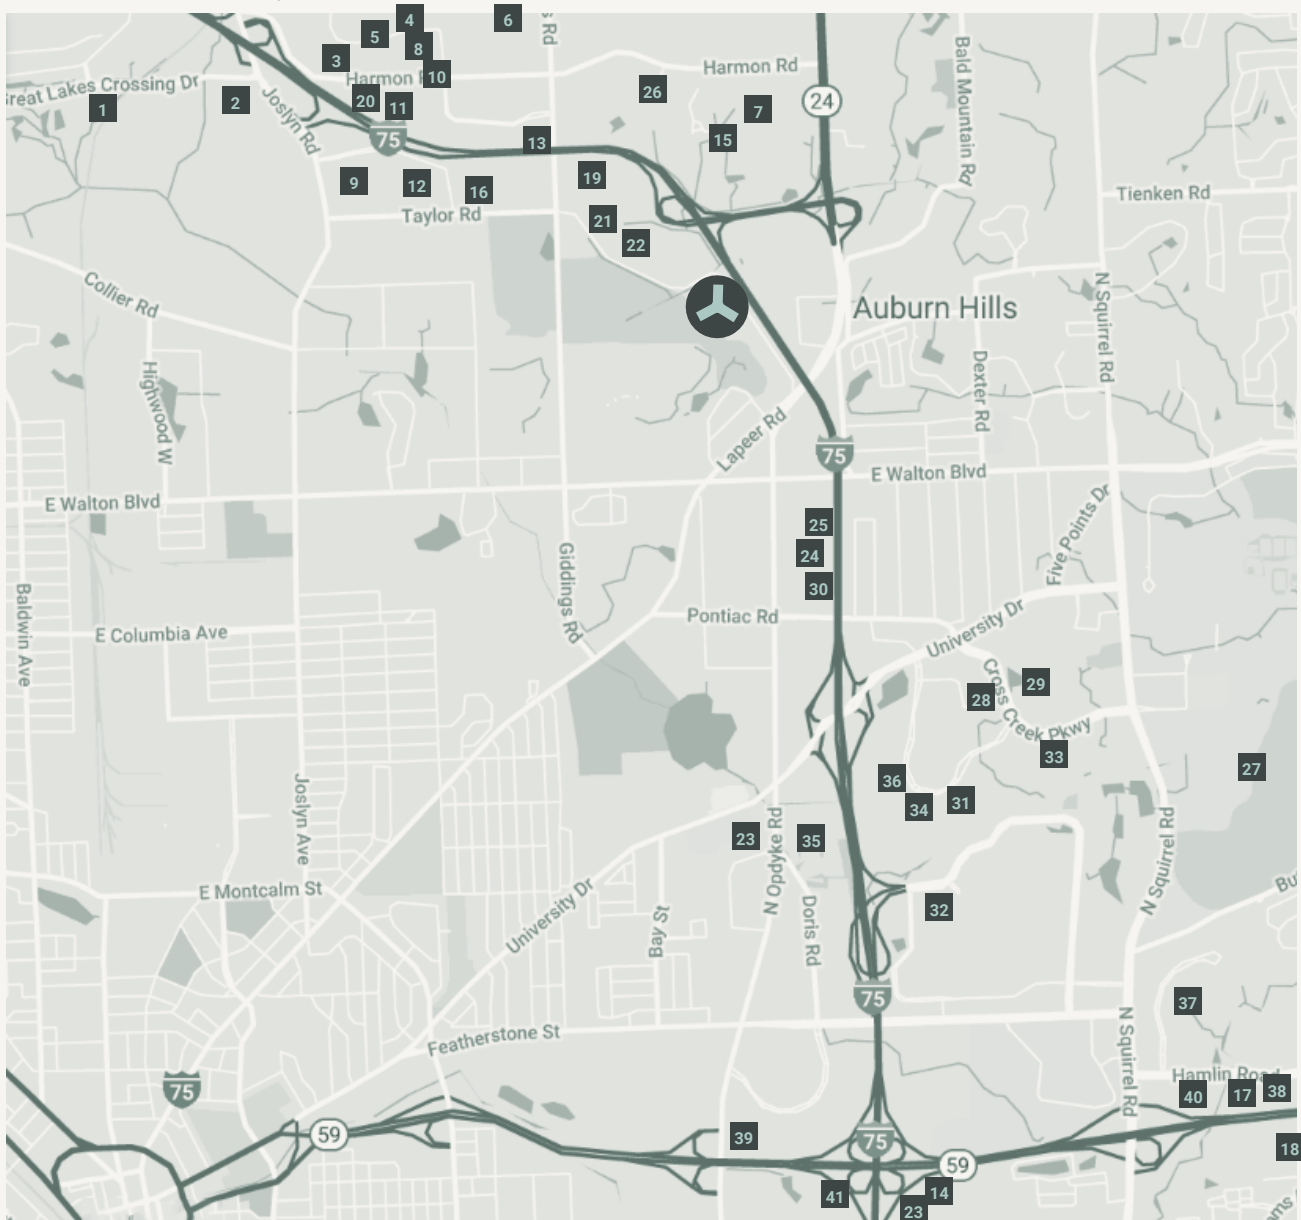 4
6
s Rd
5
8
3
10
Harmon R
Harmon Rd
Great Lakes Crossing Dr
1
2
Joslyn Rd
20
11
26
7
24
Bald Mountain Rd
75
13
15
9
12
16
19
Taylor Rd
21
22
Tienken Rd
Collier Rd
Auburn Hills
N Squirrel Rd
Highwood W
Dexter Rd
Lapeer Rd
75
E Walton Blvd
E Walton Blvd
25
24
30
Five Points Dr
Giddings Rd
Baldwin Ave
E Columbia Ave
Pontiac Rd
University Dr
28
29
Cross Creek Pkwy
33
27
36
34
31
Joslyn Ave
23
35
N Opdyke Rd
N Squirrel Rd
E Montcalm St
University Dr
Bay St
Doris Rd
32
Bu
75
37
Featherstone St
N Squirrel Rd
Hamlin Road
75
40
17
38
59
39
75
59
18
41
14
23
ams